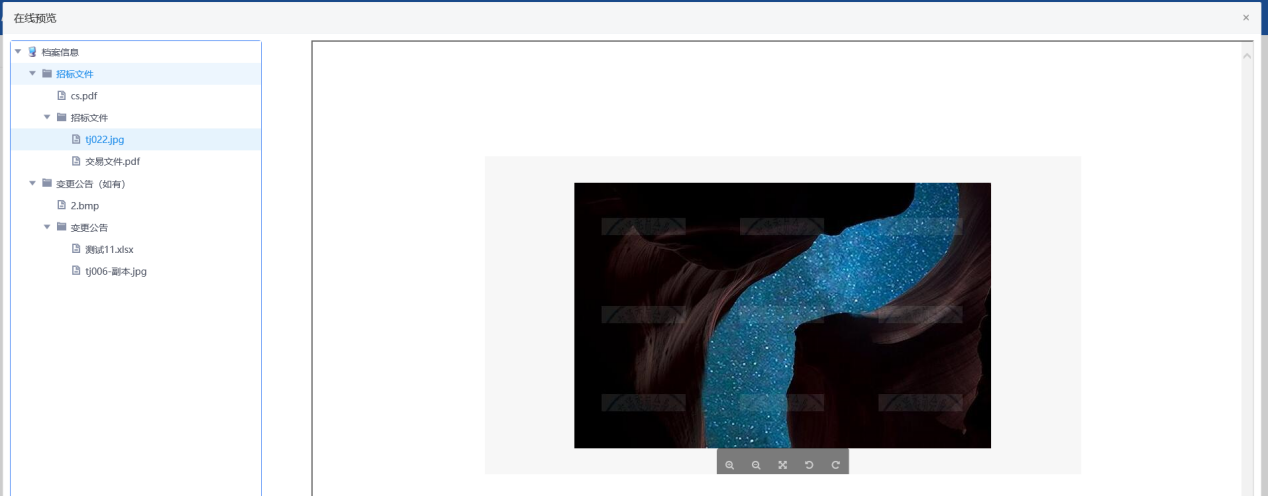 在线预览
档案信息
招标文件
cs.pdf
招标文件
tj022.jpg
交易文件.pdf
变更公告（如有）
2.bmp
变更公告
测试11.xlsx
tj006-副本.jpg